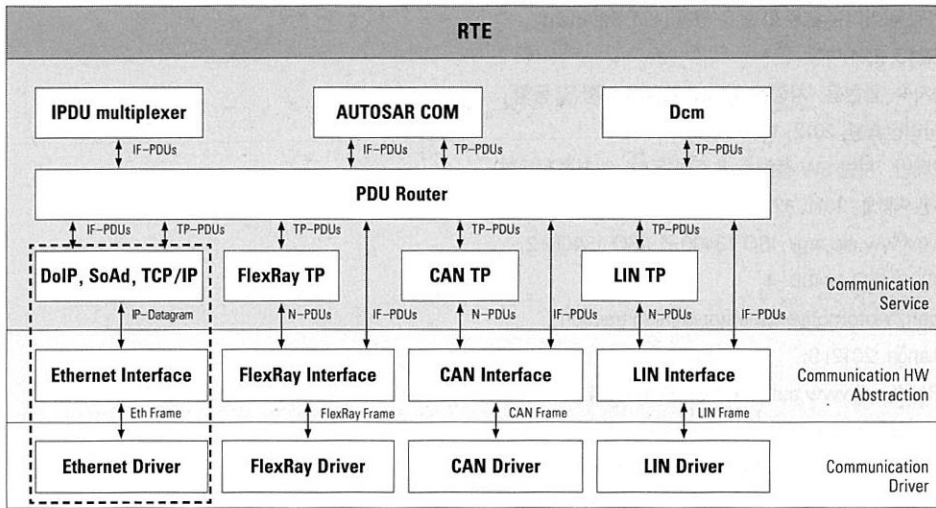 RTE
IPDU multiplexer AUTOSAR COM Dcm
IF-PDUs IF-PDUs TP-PDUs TP-PDUs
PDU Router
IF-PDUs TP-PDUs TP-PDUs TP-PDUs TP-PDUs
DoIP, SoAd, TCP/IP FlexRay TP CAN TP LIN TP
Communication
Service
IP-Datagram N-PDUs IF-PDUs N-PDUs IF-PDUs N-PDUs IF-PDUs
Ethernet Interface FlexRay Interface CAN Interface LIN Interface
Communication HW
Abstraction
Eth Frame FlexRay Frame CAN Frame LIN Frame
Ethernet Driver FlexRay Driver CAN Driver LIN Driver
Communication
Driver